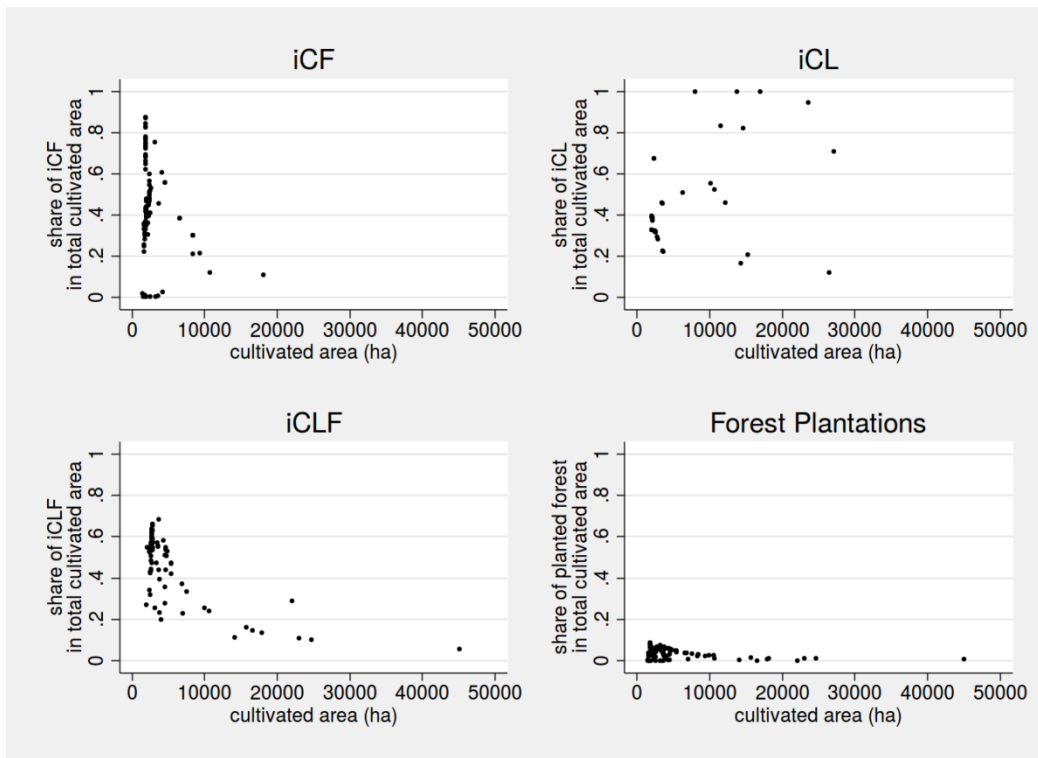 iCF
share of iCF
in total cultivated area
1
.8
.6
.4
.2
0
0 10000 20000 30000 40000 50000
cultivated area (ha)
iCL
share of iCL
in total cultivated area
1
.8
.6
.4
.2
0
0 10000 20000 30000 40000 50000
cultivated area (ha)
iCLF
share of iCLF
in total cultivated area
1
.8
.6
.4
.2
0
0 10000 20000 30000 40000 50000
cultivated area (ha)
Forest Plantations
share of planted forest
in total cultivated area
1
.8
.6
.4
.2
0
0 10000 20000 30000 40000 50000
cultivated area (ha)